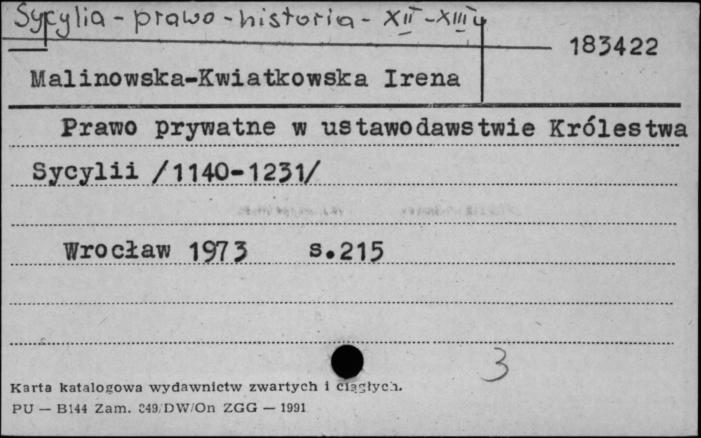 Sycylia - prawo - historia - XII - XIII w
183422
Malinowska-Kwiatkowska Irena
Prawo prywatne w ustawodawstwie Królestwa
Sycylii /1140-1231/
Wrocław 1973 s.215
3
Karta katalogowa wydawnictw zwartych i ciągłych.
PU — B144 Zam. 349/DW/On ZGG — 1991